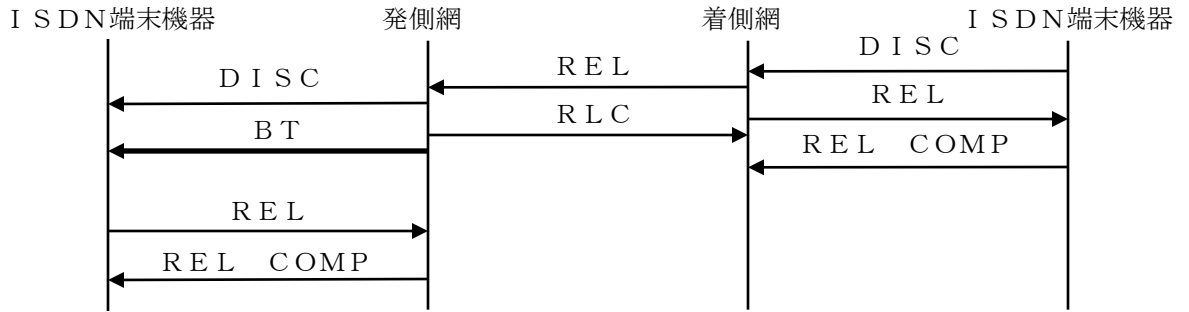 ＩＳＤＮ端末機器 発側網 着側網 ＩＳＤＮ端末機器
ＤＩＳＣ
ＲＥＬ
ＤＩＳＣ
ＲＥＬ
ＲＬＣ
ＢＴ
ＲＥＬ　ＣＯＭＰ
ＲＥＬ
ＲＥＬ　ＣＯＭＰ